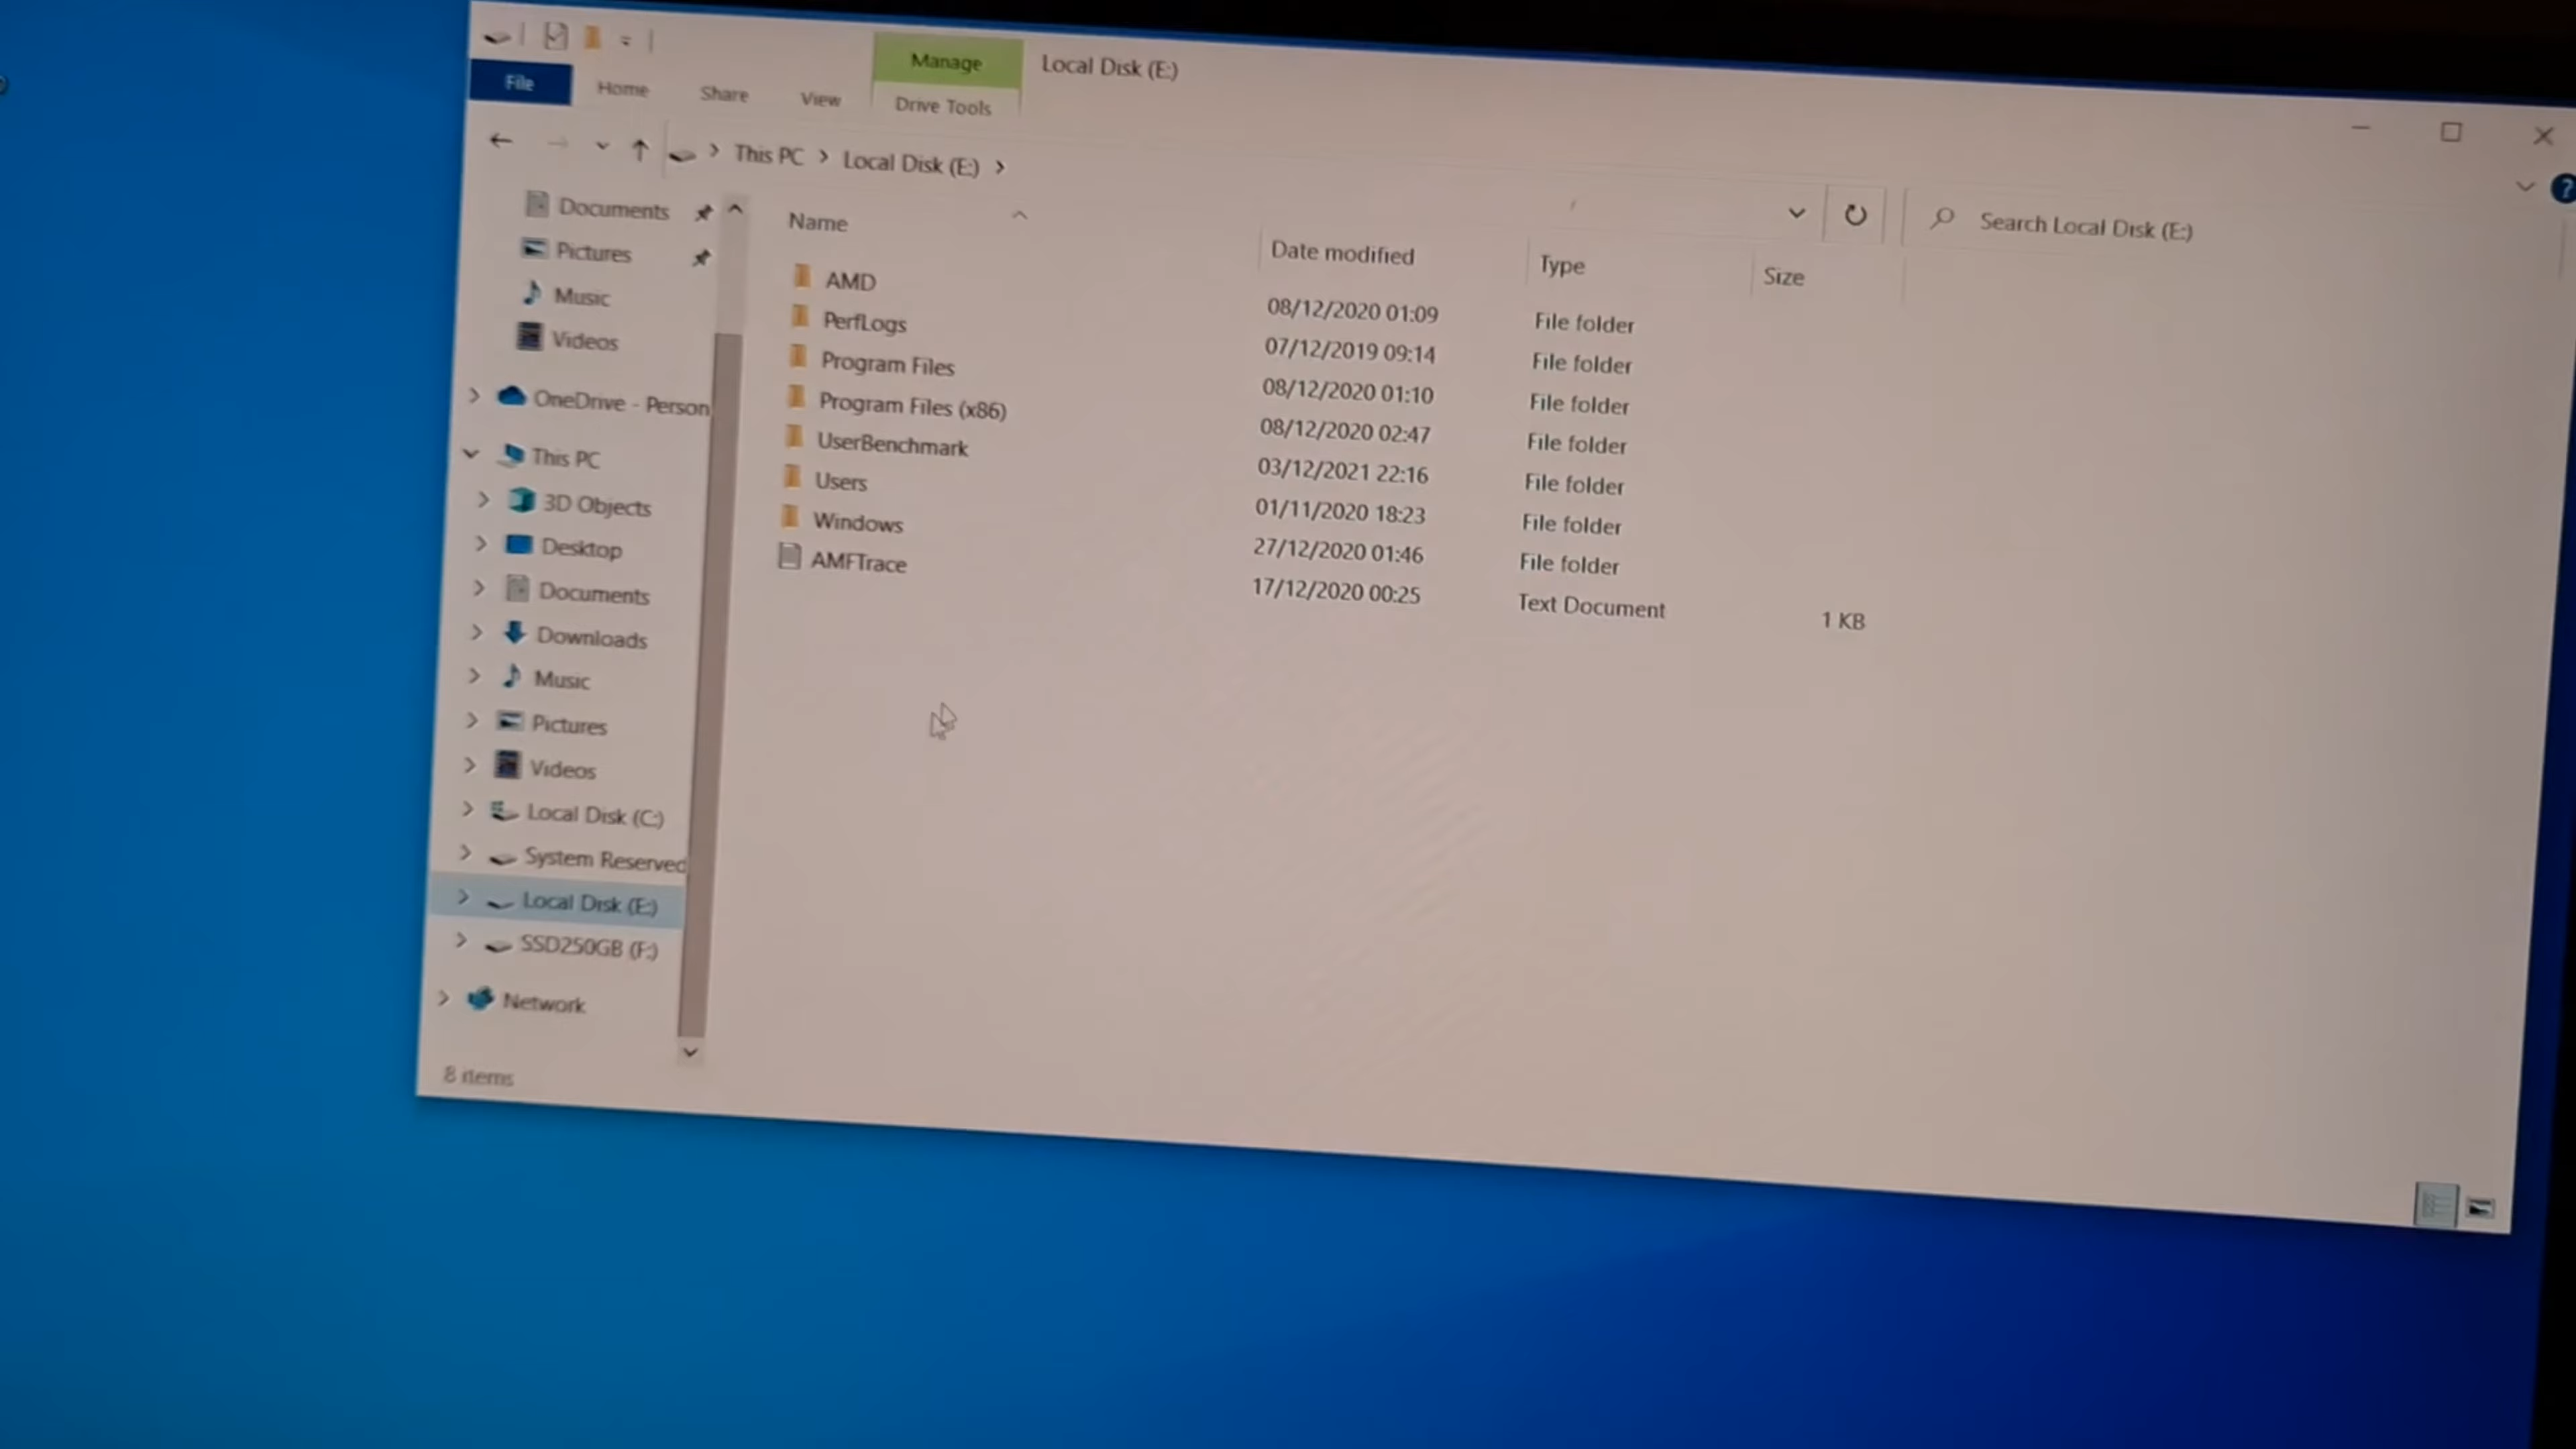 Manage
Local Disk (E:)
File
Home
Share
View
Drive Tools
This PC
Local Disk (E:)
Search Local Disk (E:)
Name
Date modified
Type
Size
AMD
08/12/2020 01:09
File folder
PerfLogs
07/12/2019 09:14
File folder
Program Files
08/12/2020 01:10
File folder
Program Files (x86)
08/12/2020 02:47
File folder
UserBenchmark
03/12/2021 22:16
File folder
Users
01/11/2020 18:23
File folder
Windows
27/12/2020 01:46
File folder
AMFTrace
17/12/2020 00:25
Text Document
1 KB
Documents
Pictures
Music
Videos
OneDrive - Person
This PC
3D Objects
Desktop
Documents
Downloads
Music
Pictures
Videos
Local Disk (C:)
System Reserved
Local Disk (E:)
SSD250GB (F:)
Network
8 items